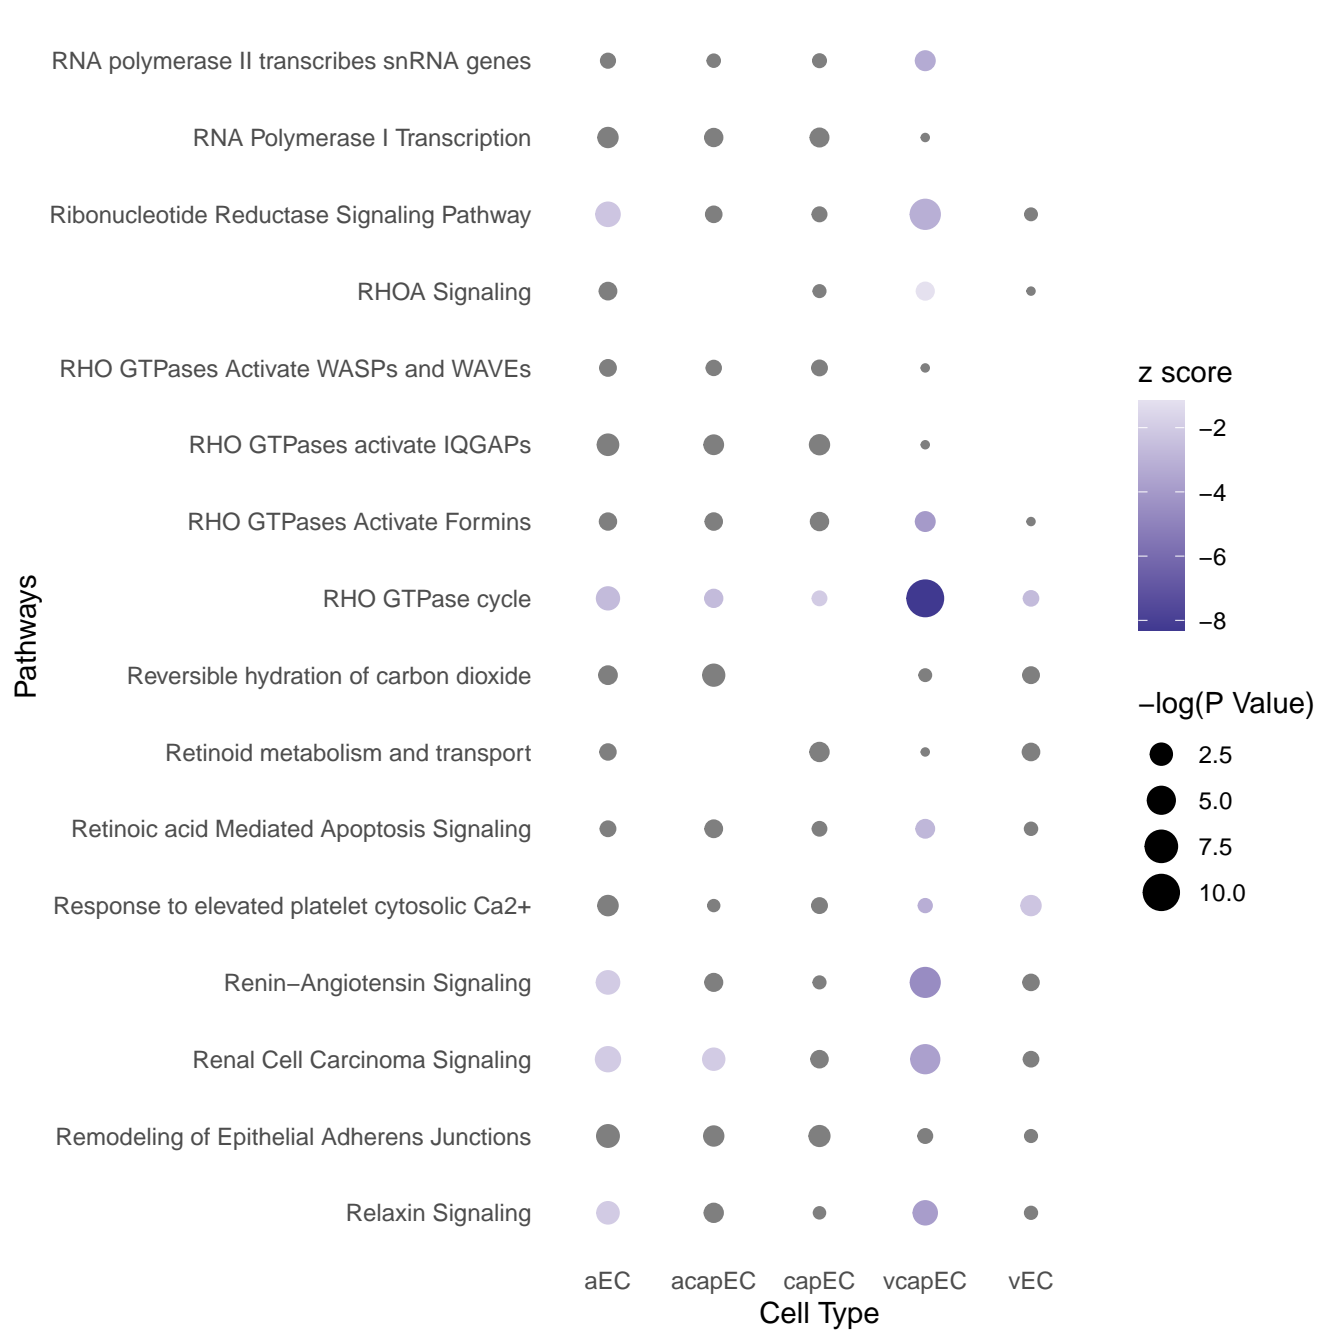 RNA polymerase II transcribes snRNA genes
RNA Polymerase I Transcription
Ribonucleotide Reductase Signaling Pathway
RHOA Signaling
RHO GTPases Activate WASPs and WAVEs
RHO GTPases activate IQGAPs
RHO GTPases Activate Formins
RHO GTPase cycle
Reversible hydration of carbon dioxide
Retinoid metabolism and transport
Retinoic acid Mediated Apoptosis Signaling
Response to elevated platelet cytosolic Ca2+
Renin−Angiotensin Signaling
Renal Cell Carcinoma Signaling
Remodeling of Epithelial Adherens Junctions
Relaxin Signaling
Pathways
aEC acapEC capEC vcapEC vEC
Cell Type
z score
−2
−4
−6
−8
−log(P Value)
2.5
5.0
7.5
10.0